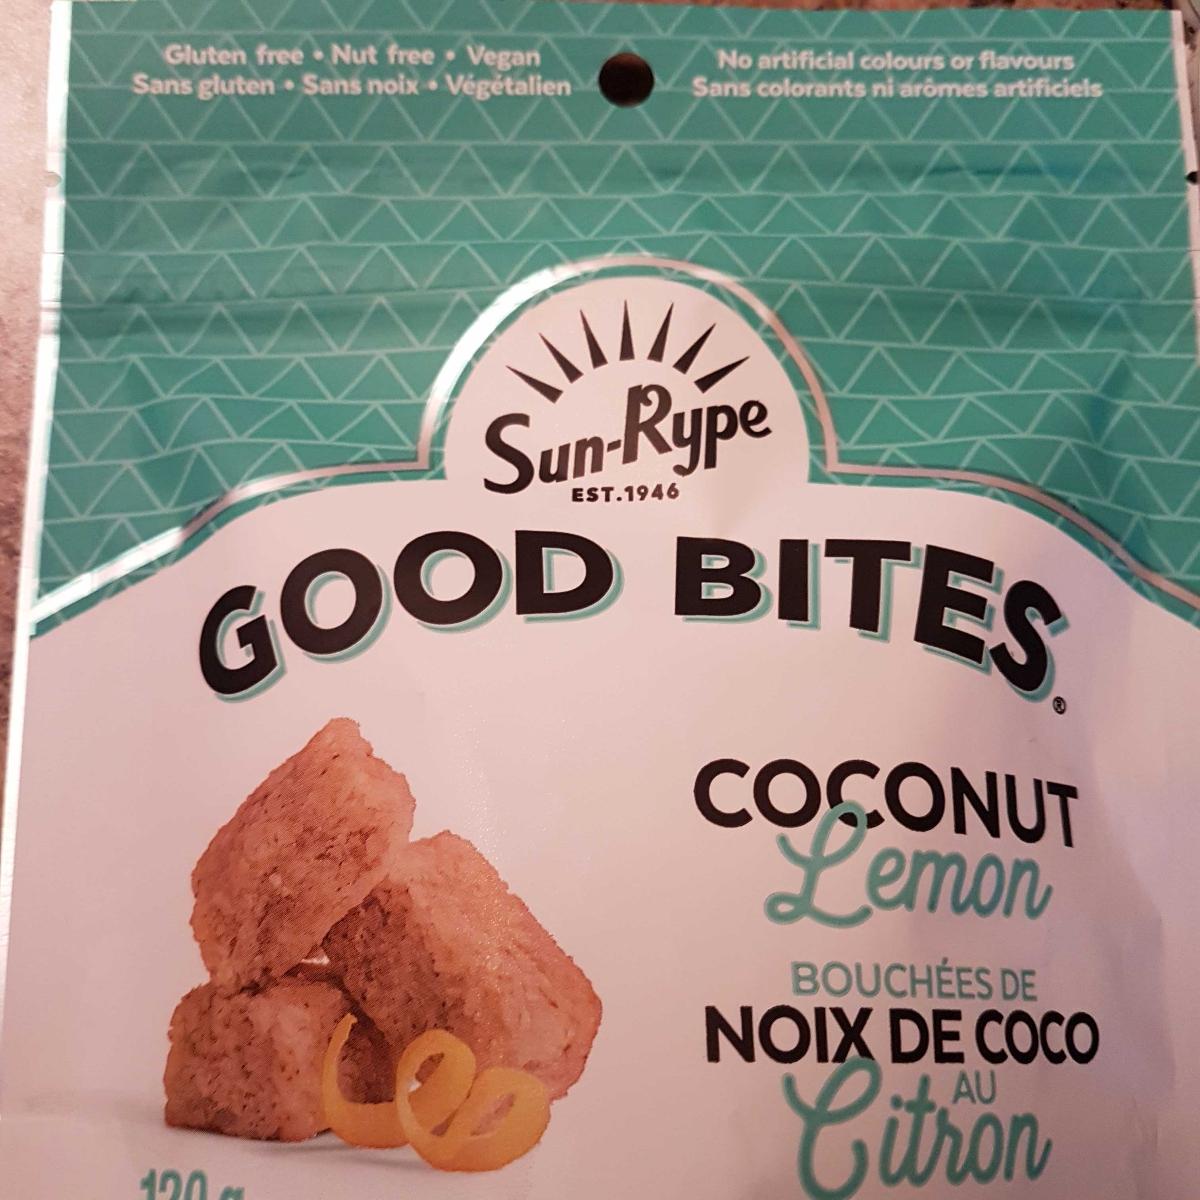 Gluten free • Nut free • Vegan
Sans gluten • Sans noix • Végétalien
No artificial colours or flavours
Sans colorants ni arômes artificiels
Sun-Rype
EST.1946
GOOD BITES®
COCONUT
Lemon
BOUCHÉES DE
NOIX DE COCO
AU
Citron
120 g